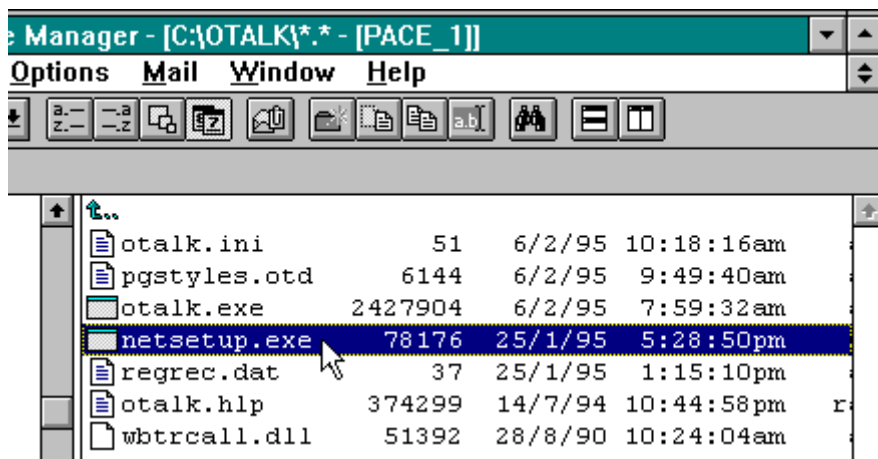 e Manager - [C:\OTALK\*.* - [PACE_1]]
Options Mail Window Help
a.— —.a
z.— —.z
a.b
..
otalk.ini 51 6/2/95 10:18:16am
pgstyles.otd 6144 6/2/95 9:49:40am
otalk.exe 2427904 6/2/95 7:59:32am
netsetup.exe 78176 25/1/95 5:28:50pm
regrec.dat 37 25/1/95 1:15:10pm
otalk.hlp 374299 14/7/94 10:44:58pm r
wbtrcall.dll 51392 28/8/90 10:24:04am